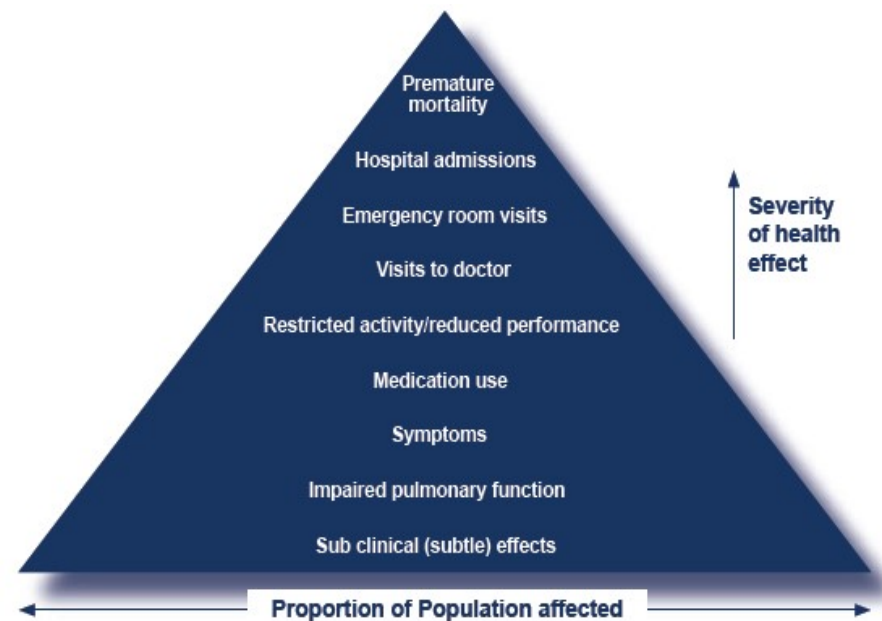 Premature
mortality
Hospital admissions
Emergency room visits
Visits to doctor
Restricted activity/reduced performance
Medication use
Symptoms
Impaired pulmonary function
Sub clinical (subtle) effects
Severity
of health
effect
Proportion of Population affected